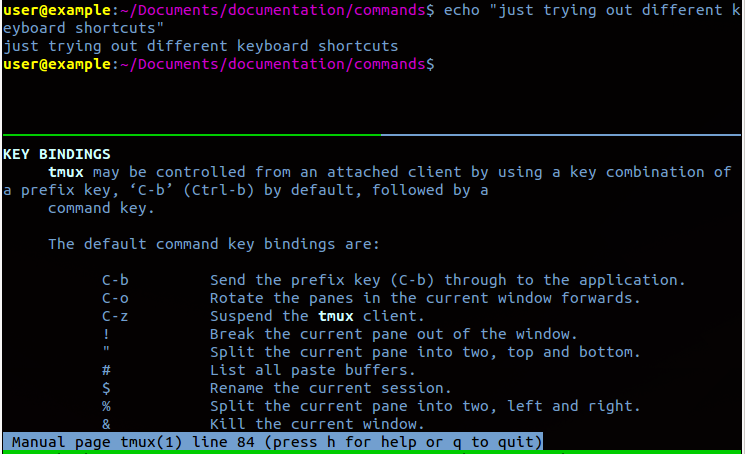 user@example:~/Documents/documentation/commands$ echo "just trying out different k
eyboard shortcuts"
just trying out different keyboard shortcuts
user@example:~/Documents/documentation/commands$
KEY BINDINGS
tmux may be controlled from an attached client by using a key combination of
a prefix key, ‘C-b’ (Ctrl-b) by default, followed by a
command key.
The default command key bindings are:
C-b Send the prefix key (C-b) through to the application.
C-o Rotate the panes in the current window forwards.
C-z Suspend the tmux client.
! Break the current pane out of the window.
" Split the current pane into two, top and bottom.
# List all paste buffers.
$ Rename the current session.
% Split the current pane into two, left and right.
& Kill the current window.
Manual page tmux(1) line 84 (press h for help or q to quit)